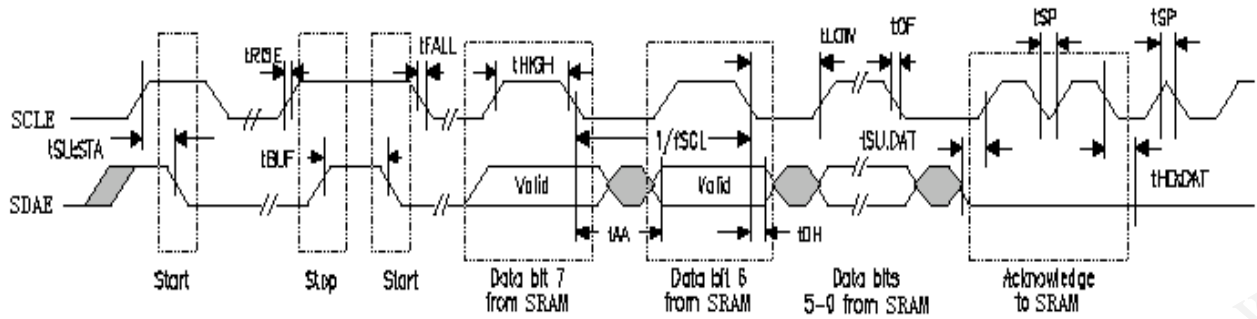 tSP
tSP
tRISE
tFALL
tHIGH
tLOW
tOF
SCLE
tSU:STA
tBUF
1/fSCL
tSU:DAT
tHD:DAT
SDAE
Valid
Valid
tAA
tDH
Start
Stop
Start
Data bit 7
from SRAM
Data bit 6
from SRAM
Data bits
5-0 from SRAM
Acknowledge
to SRAM